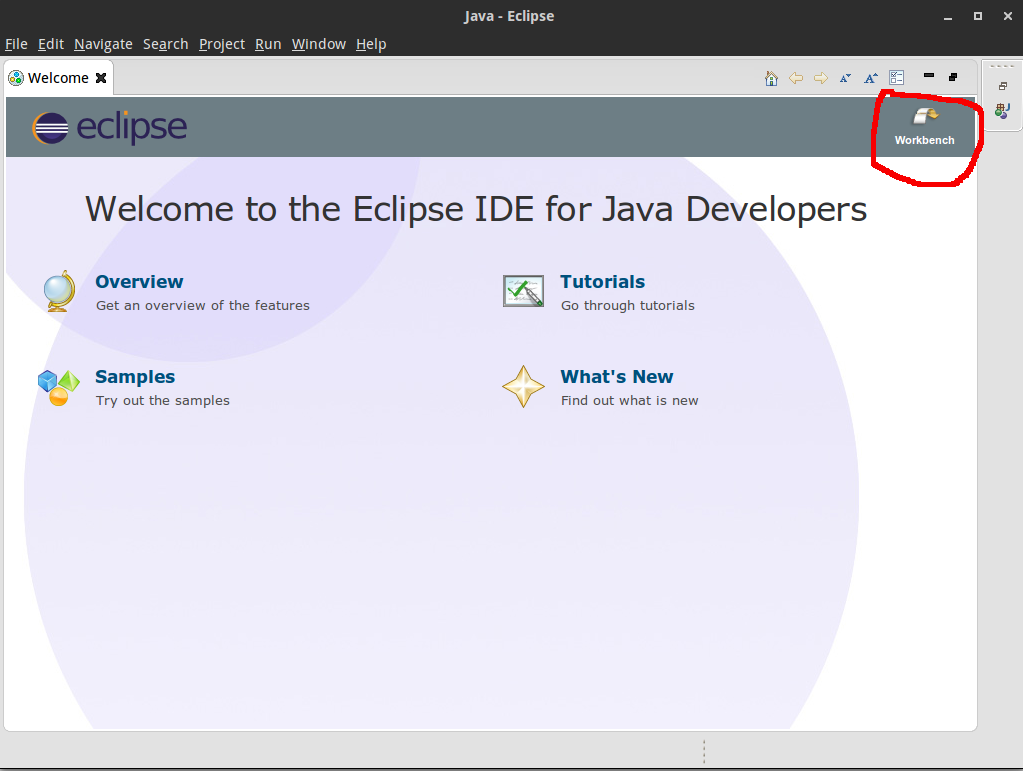 Java - Eclipse
File Edit Navigate Search Project Run Window Help
Welcome
eclipse
Workbench
Welcome to the Eclipse IDE for Java Developers
Overview
Get an overview of the features
Tutorials
Go through tutorials
Samples
Try out the samples
What's New
Find out what is new